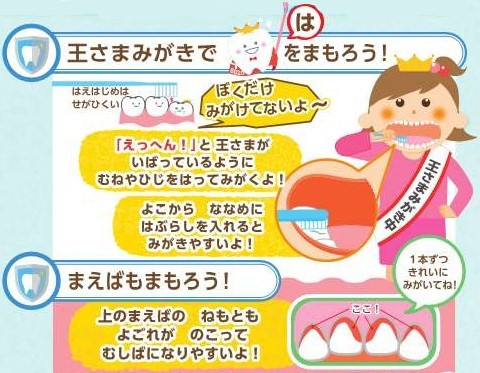 王さまみがきで はをまもろう！
はえはじめは
せがひくい
ぼくだけ
みがけてないよ～
「えっへん！」と王さまが
いばっているように
むねやひじをはってみがくよ！
王さまみがき中
よこから ななめに
はぶらしを入れると
みがきやすいよ！
1本ずつ
きれいに
みがいてね！
まえばもまもろう！
上のまえばの ねもとも
よごれが のこって
むしばになりやすいよ！
ここ！